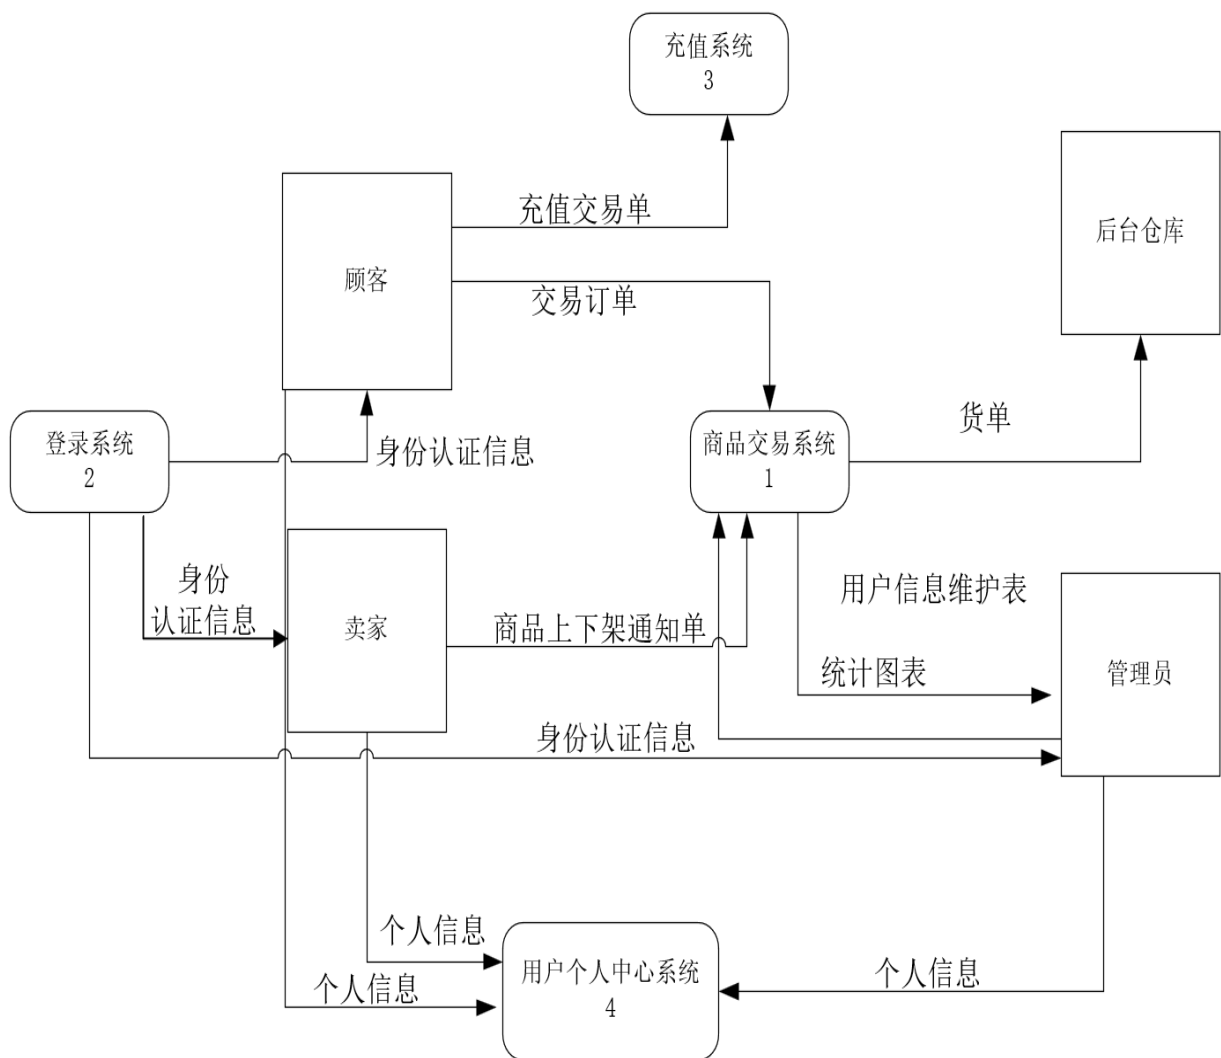 充值系统
3
充值交易单
后台仓库
顾客
交易订单
货单
登录系统
2
身份认证信息
商品交易系统
1
身份
认证信息
卖家
商品上下架通知单
用户信息维护表
统计图表
管理员
身份认证信息
个人信息
用户个人中心系统
4
个人信息
个人信息